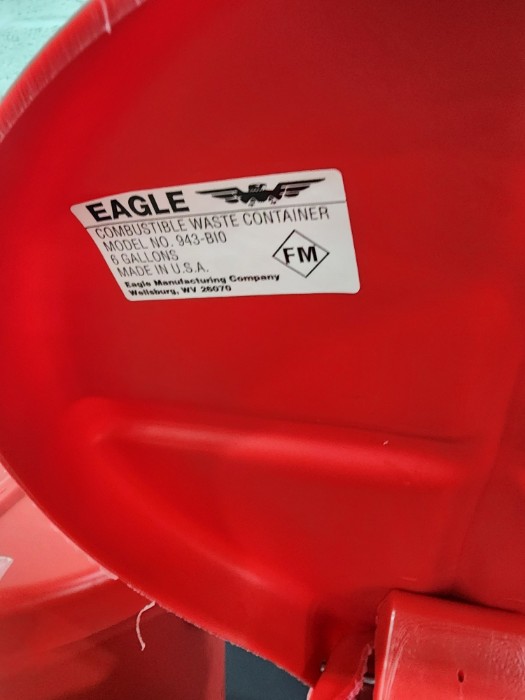 EAGLE
COMBUSTIBLE WASTE CONTAINER
MODEL NO. 943-BIO
6 GALLONS
MADE IN U.S.A.
FM
Eagle Manufacturing Company
Wellsburg, WV 26070